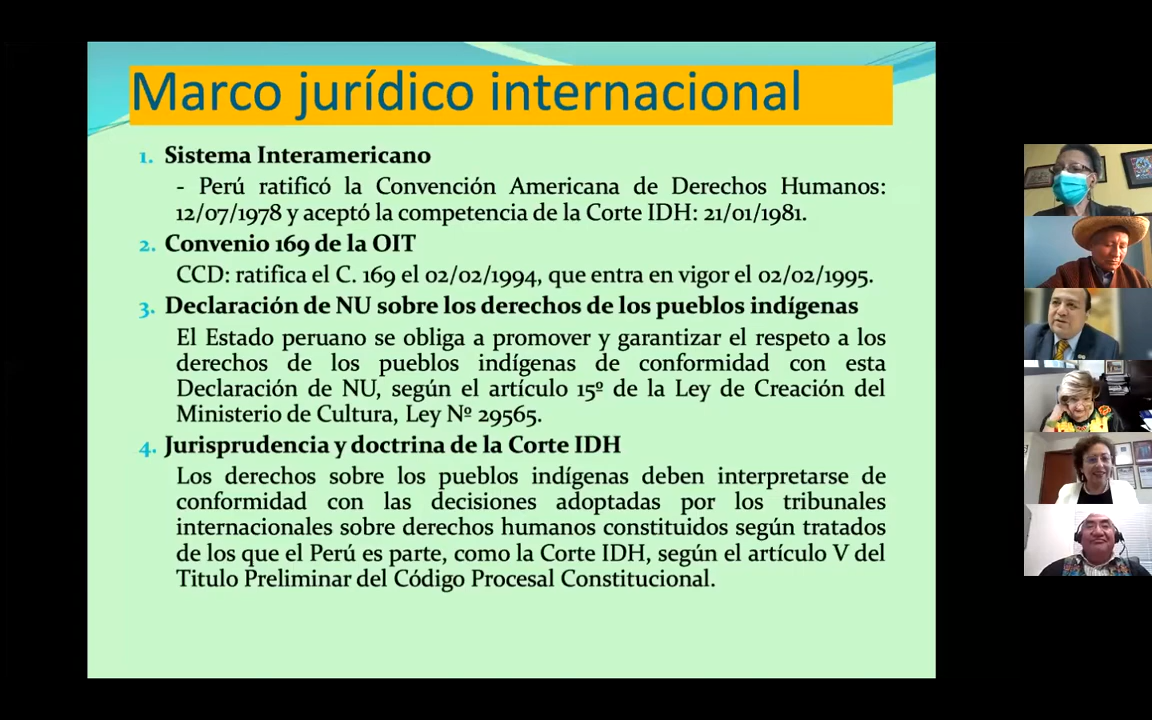 Marco jurídico internacional
1. Sistema Interamericano
- Perú ratificó la Convención Americana de Derechos Humanos:
12/07/1978 y aceptó la competencia de la Corte IDH: 21/01/1981.
2. Convenio 169 de la OIT
CCD: ratifica el C. 169 el 02/02/1994, que entra en vigor el 02/02/1995.
3. Declaración de NU sobre los derechos de los pueblos indígenas
El Estado peruano se obliga a promover y garantizar el respeto a los
derechos de los pueblos indígenas de conformidad con esta
Declaración de NU, según el artículo 15º de la Ley de Creación del
Ministerio de Cultura, Ley Nº 29565.
4. Jurisprudencia y doctrina de la Corte IDH
Los derechos sobre los pueblos indígenas deben interpretarse de
conformidad con las decisiones adoptadas por los tribunales
internacionales sobre derechos humanos constituidos según tratados
de los que el Perú es parte, como la Corte IDH, según el artículo V del
Titulo Preliminar del Código Procesal Constitucional.